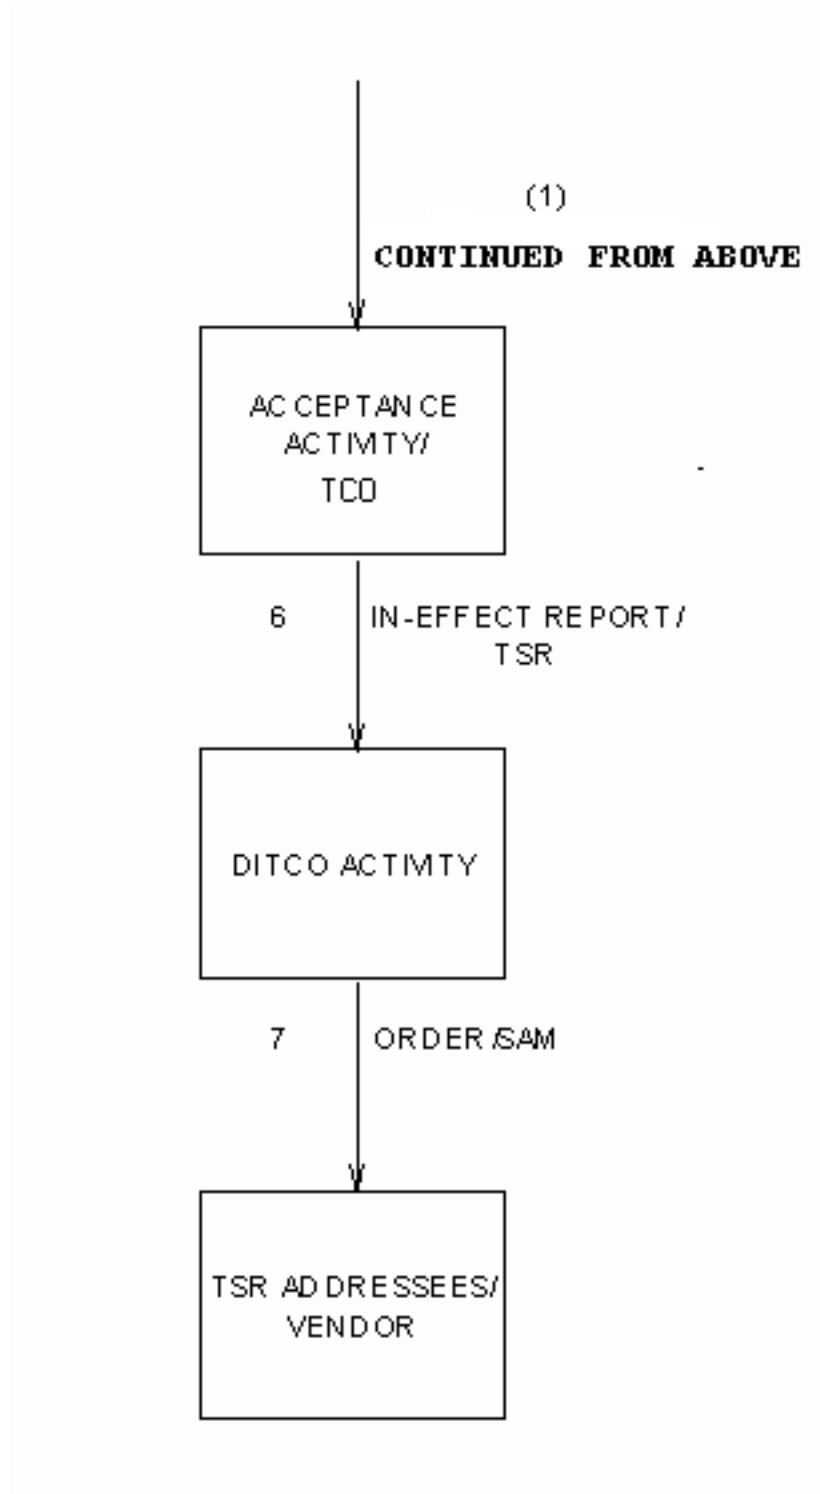 (1)
CONTINUED FROM ABOVE
ACCEPTANCE
ACTIVITY/
TCO
6
IN-EFFECT REPORT/
TSR
DITCO ACTIVITY
7
ORDER/SAM
TSR ADDRESSEES/
VENDOR